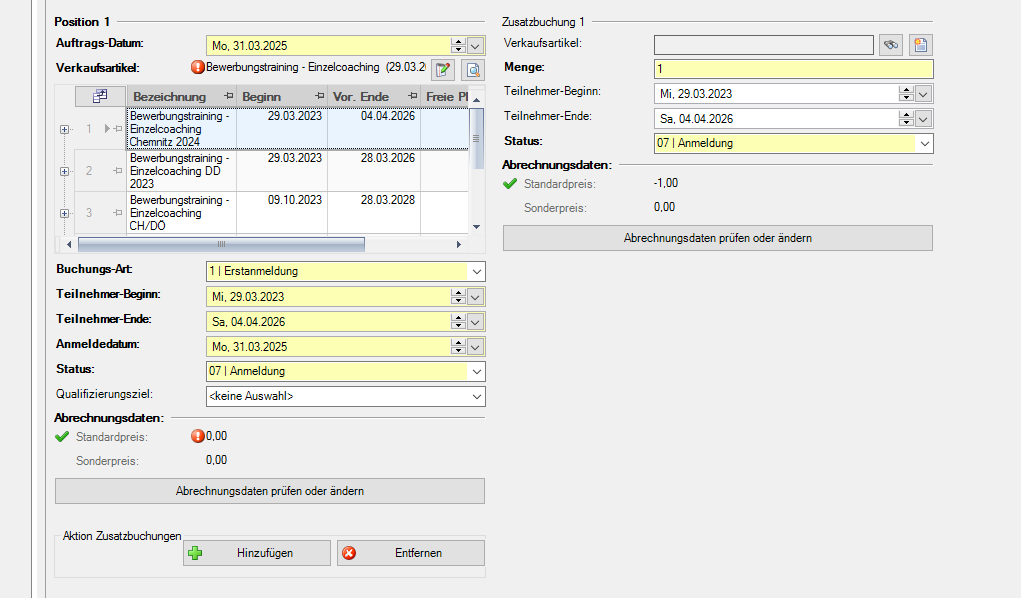 Position 1
Auftrags-Datum: Mo, 31.03.2025
Verkaufsartikel: Bewerbungstraining - Einzelcoaching (29.03.2
Bezeichnung Beginn Vor. Ende Freie Pl
1 Bewerbungstraining - 29.03.2023 04.04.2026
Einzelcoaching
Chemnitz 2024
2 Bewerbungstraining - 29.03.2023 28.03.2026
Einzelcoaching DD
2023
3 Bewerbungstraining - 09.10.2023 28.03.2028
Einzelcoaching
CH/DÖ
Buchungs-Art: 1 | Erstanmeldung
Teilnehmer-Beginn: Mi, 29.03.2023
Teilnehmer-Ende: Sa, 04.04.2026
Anmeldedatum: Mo, 31.03.2025
Status: 07 | Anmeldung
Qualifizierungsziel: <keine Auswahl>
Abrechnungsdaten:
Standardpreis: 0,00
Sonderpreis: 0,00
Abrechnungsdaten prüfen oder ändern
Aktion Zusatzbuchungen
Hinzufügen Entfernen
Zusatzbuchung 1
Verkaufsartikel:
Menge: 1
Teilnehmer-Beginn: Mi, 29.03.2023
Teilnehmer-Ende: Sa, 04.04.2026
Status: 07 | Anmeldung
Abrechnungsdaten:
Standardpreis: -1,00
Sonderpreis: 0,00
Abrechnungsdaten prüfen oder ändern